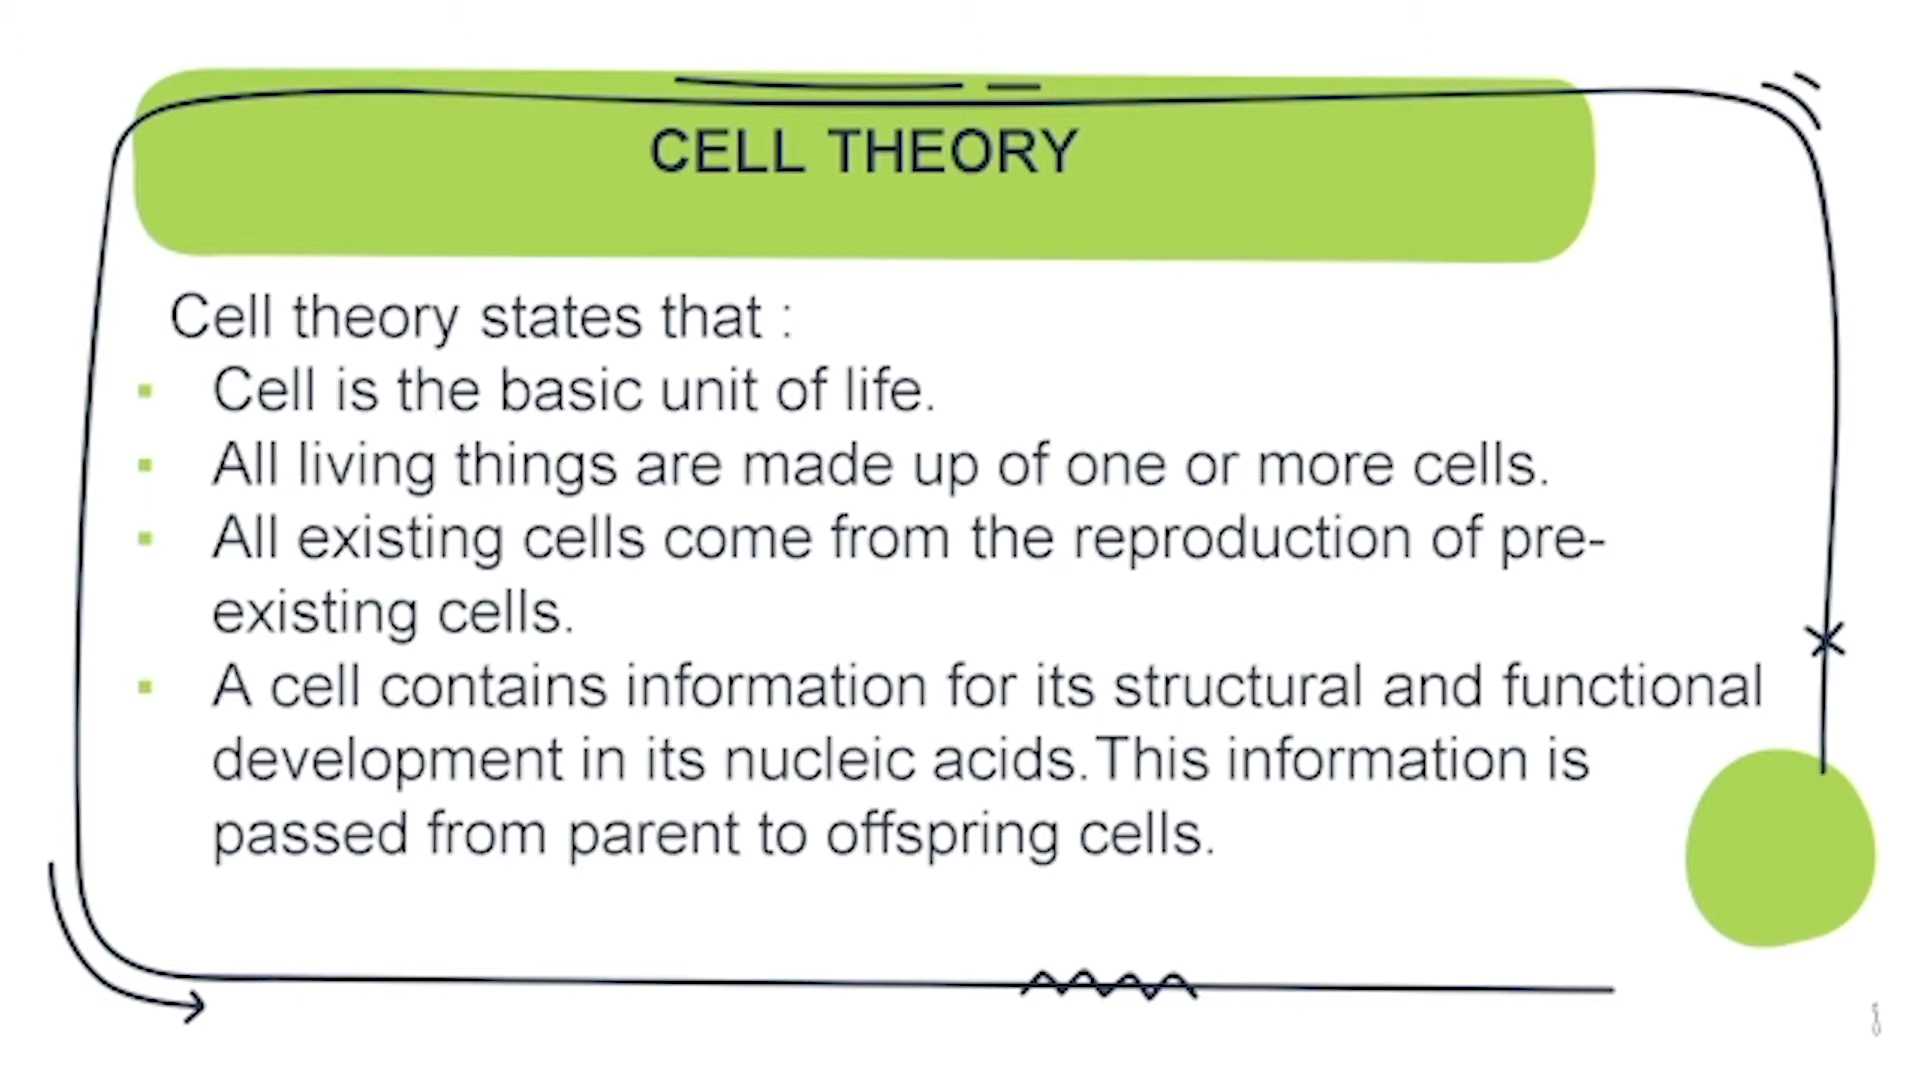 CELL THEORY
Cell theory states that :
▪ Cell is the basic unit of life.
▪ All living things are made up of one or more cells.
▪ All existing cells come from the reproduction of pre-
existing cells.
▪ A cell contains information for its structural and functional
development in its nucleic acids.This information is
passed from parent to offspring cells.